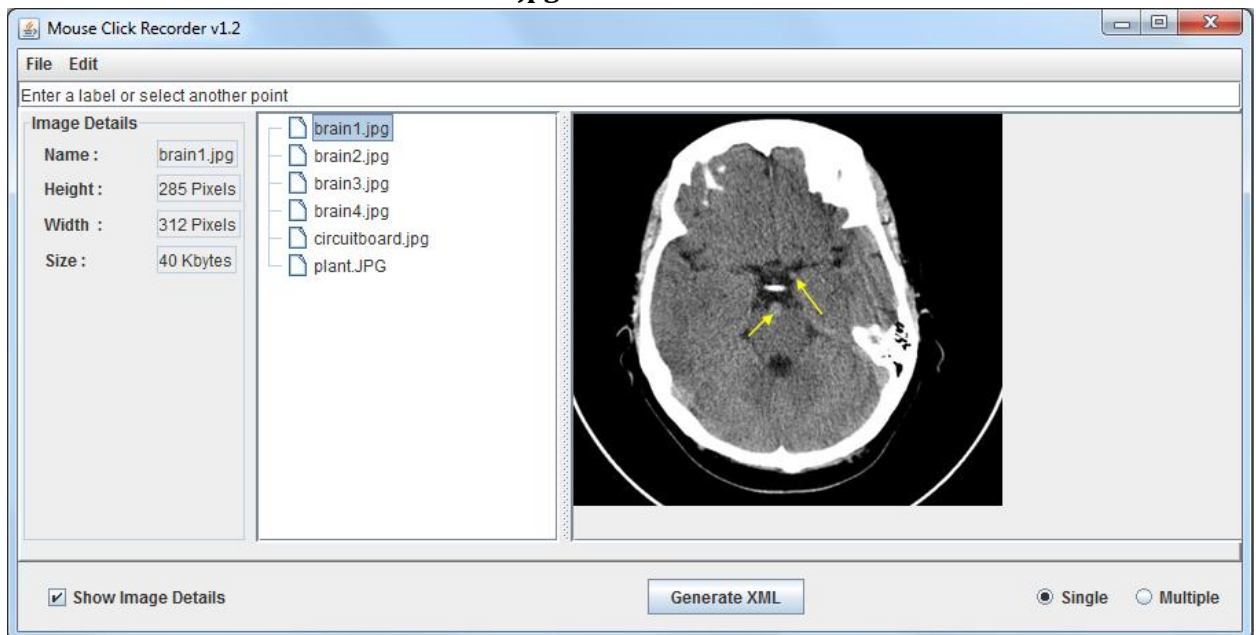 Mouse Click Recorder v1.2
File Edit
Enter a label or select another point
Image Details
Name : brain1.jpg
Height : 285 Pixels
Width : 312 Pixels
Size : 40 Kbytes
brain1.jpg
brain2.jpg
brain3.jpg
brain4.jpg
circuitboard.jpg
plant.JPG
Show Image Details
Generate XML
Single
Multiple